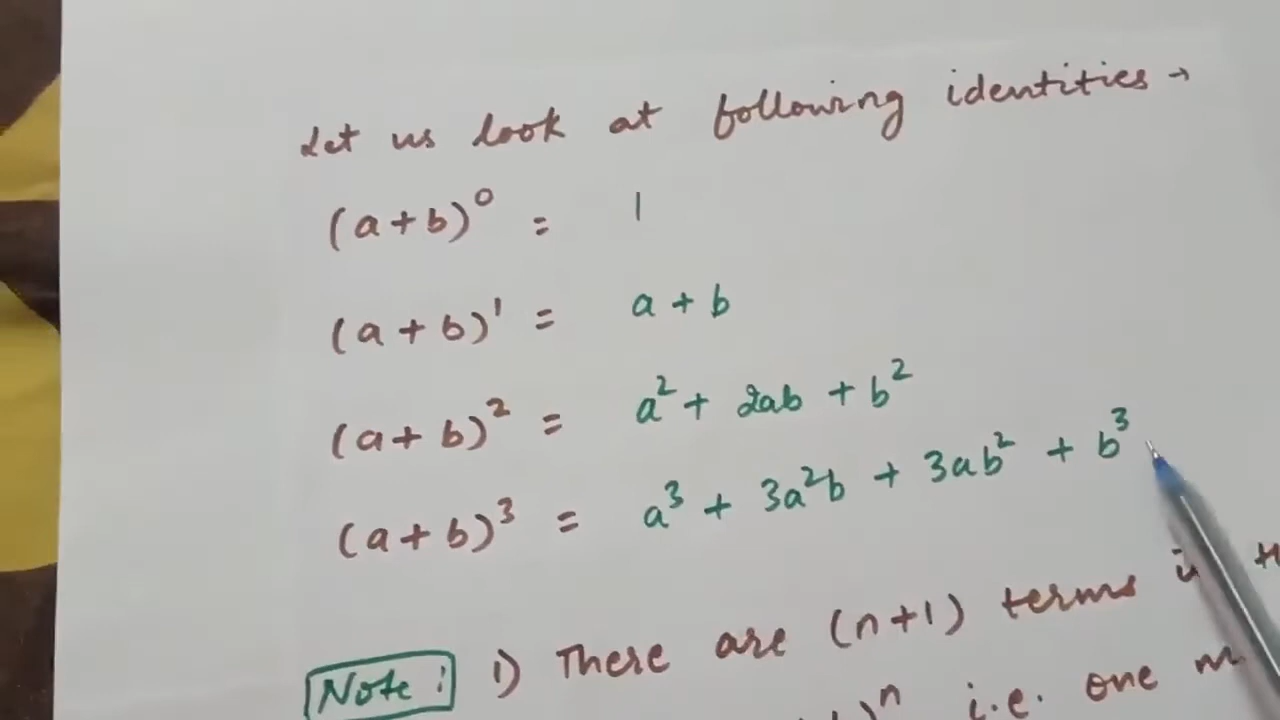 Let us look at following identities →
(a+b)⁰ = 1
(a+b)¹ = a + b
(a+b)² = a² + 2ab + b²
(a+b)³ = a³ + 3a²b + 3ab² + b³
Note: 1) There are (n+1) terms
)ⁿ i.e. one